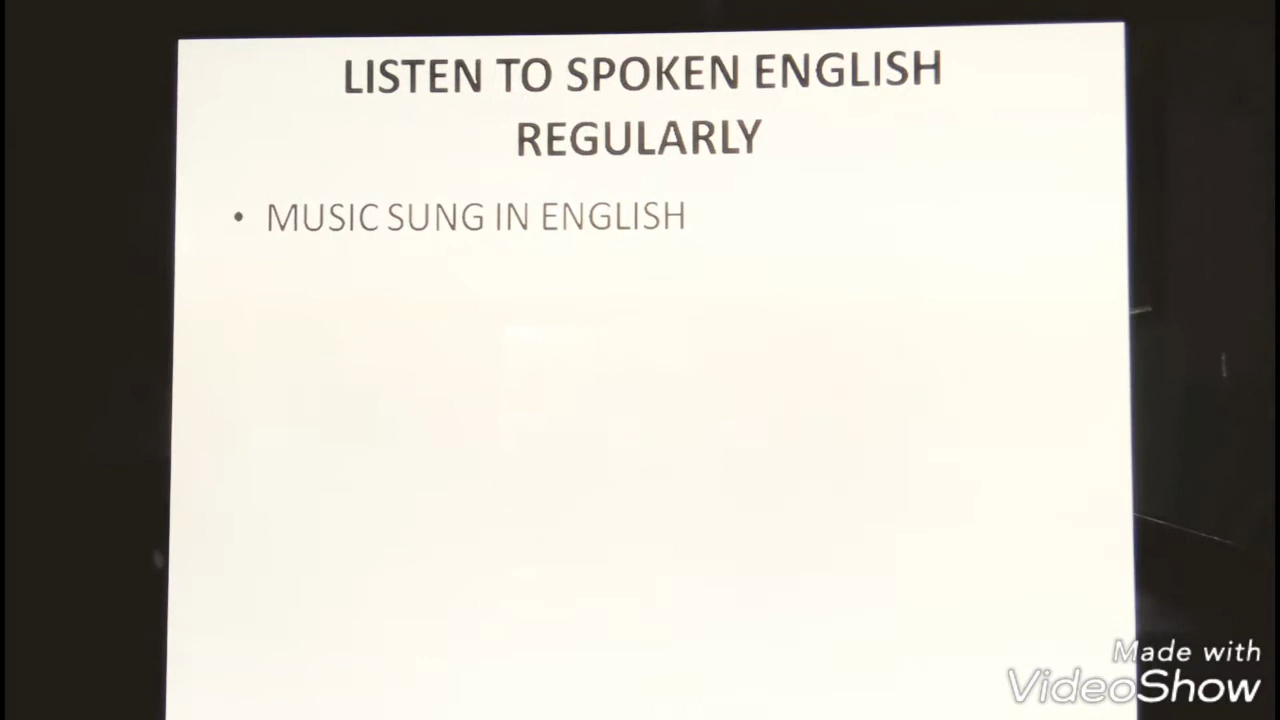 LISTEN TO SPOKEN ENGLISH
REGULARLY
• MUSIC SUNG IN ENGLISH
Made with
VideoShow